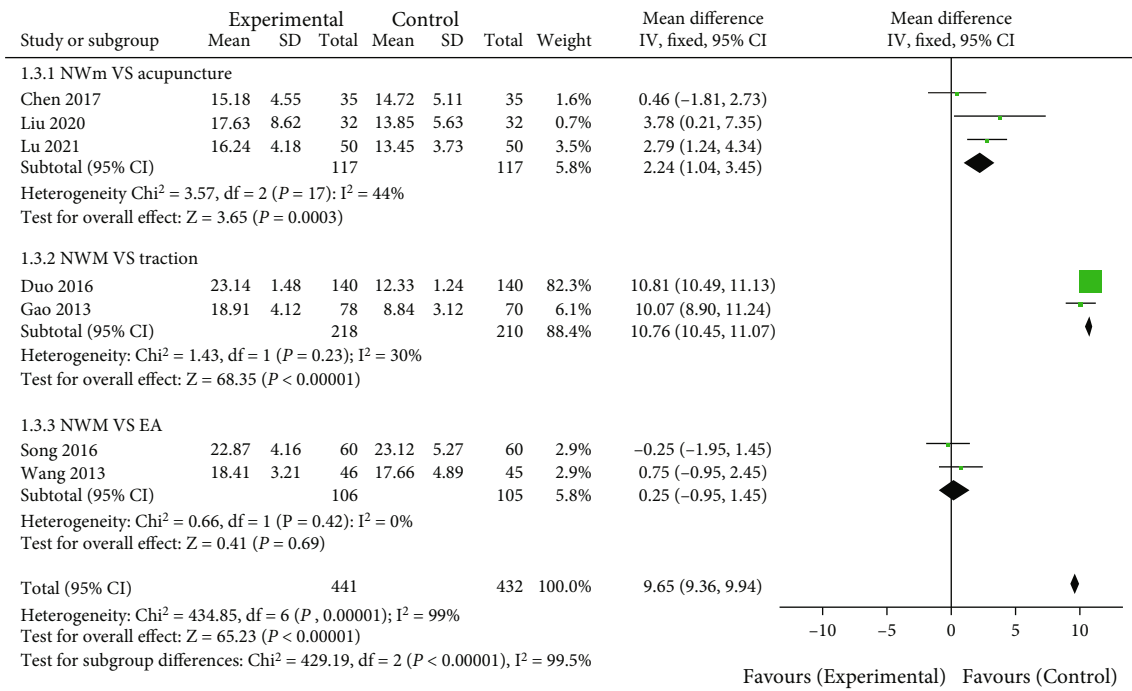 Experimental Control Mean difference Mean difference
Study or subgroup Mean SD Total Mean SD Total Weight IV, fixed, 95% CI IV, fixed, 95% CI
1.3.1 NWm VS acupuncture
Chen 2017 15.18 4.55 35 14.72 5.11 35 1.6% 0.46 (–1.81, 2.73)
Liu 2020 17.63 8.62 32 13.85 5.63 32 0.7% 3.78 (0.21, 7.35)
Lu 2021 16.24 4.18 50 13.45 3.73 50 3.5% 2.79 (1.24, 4.34)
Subtotal (95% CI) 117 117 5.8% 2.24 (1.04, 3.45)
Heterogeneity Chi² = 3.57, df = 2 (P = 17): I² = 44%
Test for overall effect: Z = 3.65 (P = 0.0003)
1.3.2 NWM VS traction
Duo 2016 23.14 1.48 140 12.33 1.24 140 82.3% 10.81 (10.49, 11.13)
Gao 2013 18.91 4.12 78 8.84 3.12 70 6.1% 10.07 (8.90, 11.24)
Subtotal (95% CI) 218 210 88.4% 10.76 (10.45, 11.07)
Heterogeneity: Chi² = 1.43, df = 1 (P = 0.23); I² = 30%
Test for overall effect: Z = 68.35 (P < 0.00001)
1.3.3 NWM VS EA
Song 2016 22.87 4.16 60 23.12 5.27 60 2.9% –0.25 (–1.95, 1.45)
Wang 2013 18.41 3.21 46 17.66 4.89 45 2.9% 0.75 (–0.95, 2.45)
Subtotal (95% CI) 106 105 5.8% 0.25 (–0.95, 1.45)
Heterogeneity: Chi² = 0.66, df = 1 (P = 0.42): I² = 0%
Test for overall effect: Z = 0.41 (P = 0.69)
Total (95% CI) 441 432 100.0% 9.65 (9.36, 9.94)
Heterogeneity: Chi² = 434.85, df = 6 (P , 0.00001); I² = 99%
Test for overall effect: Z = 65.23 (P < 0.00001)
Test for subgroup differences: Chi² = 429.19, df = 2 (P < 0.00001), I² = 99.5%
–10 –5 0 5 10
Favours (Experimental) Favours (Control)